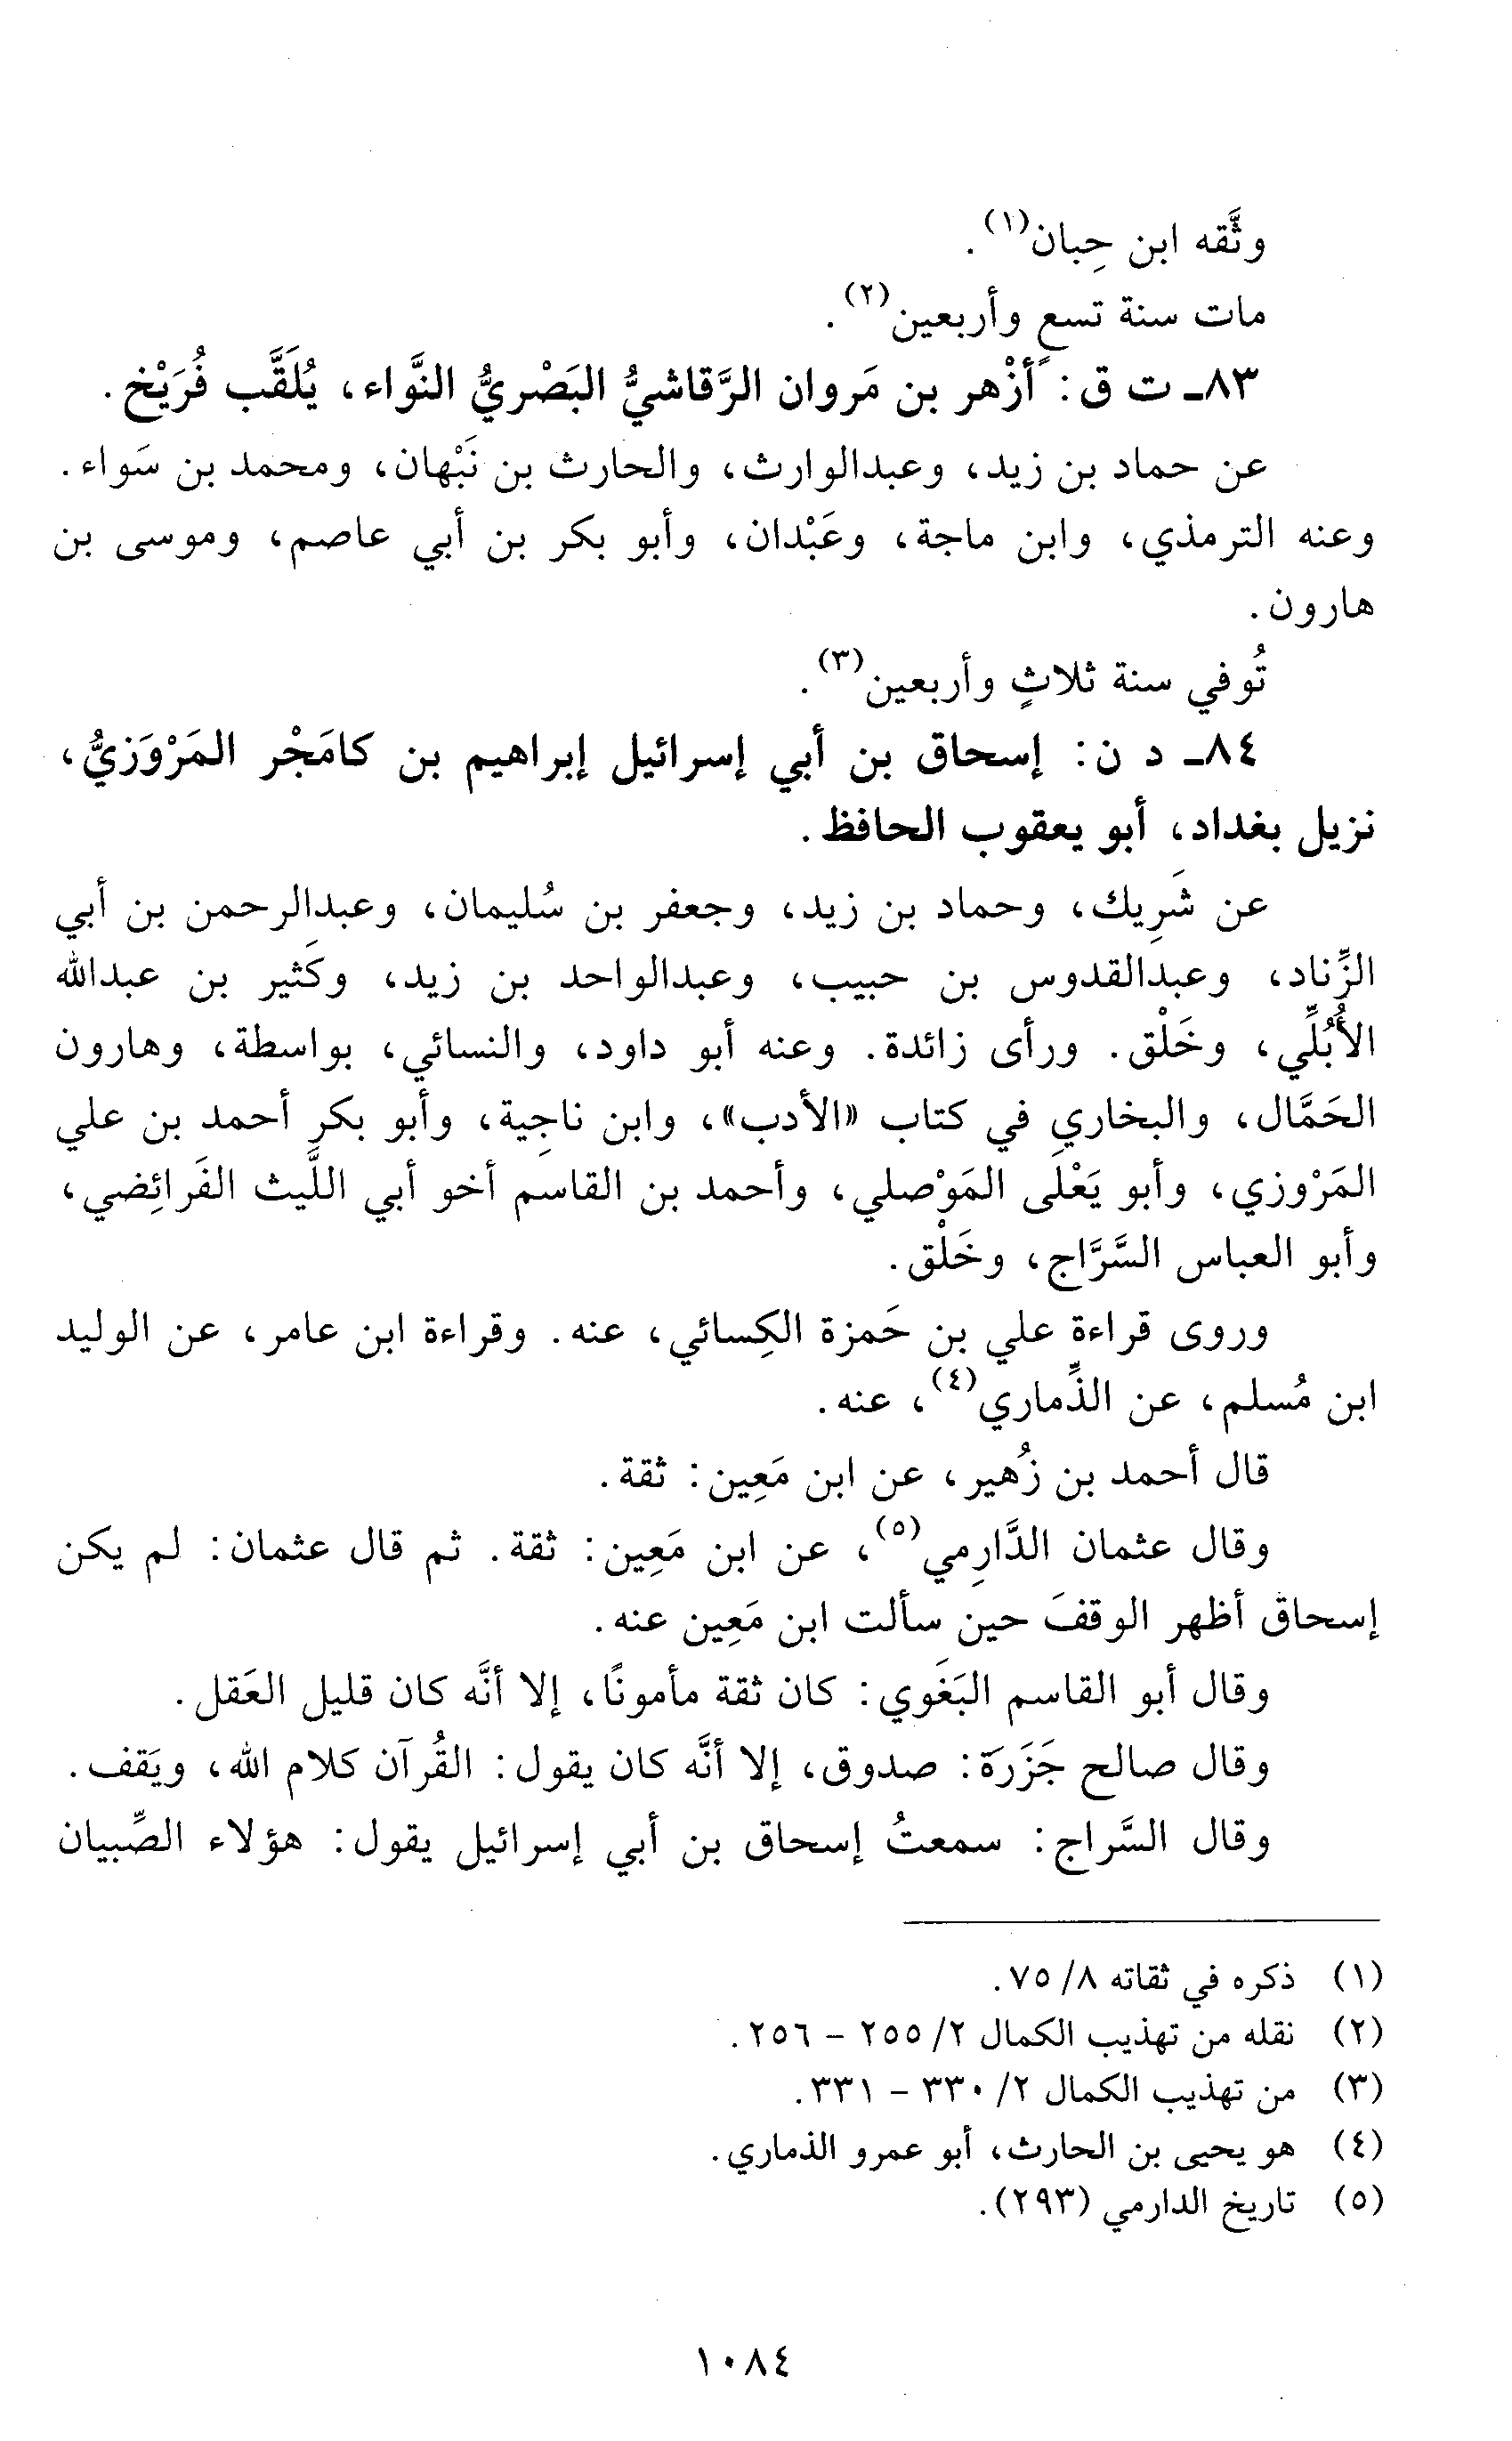 وثَّقه ابن حِبان(١).
مات سنة تسعٍ وأربعين(٢).
٨٣ـ ت ق: أزْهر بن مَروان الرَّقاشيُّ البَصْريُّ النَّواء، يُلَقَّب فُرَيْخ.
عن حماد بن زيد، وعبدالوارث، والحارث بن نَبْهان، ومحمد بن سَواء.
وعنه الترمذي، وابن ماجة، وعَبْدان، وأبو بكر بن أبي عاصم، وموسى بن
هارون.
تُوفي سنة ثلاثٍ وأربعين(٣).
٨٤ـ د ن: إسحاق بن أبي إسرائيل إبراهيم بن كامَجْر المَرْوَزيُّ،
نزيل بغداد، أبو يعقوب الحافظ.
عن شَرِيك، وحماد بن زيد، وجعفر بن سُليمان، وعبدالرحمن بن أبي
الزِّناد، وعبدالقدوس بن حبيب، وعبدالواحد بن زيد، وكَثير بن عبدالله
الأُبُلِّي، وخَلْق. ورأى زائدة. وعنه أبو داود، والنسائي، بواسطة، وهارون
الحَمَّال، والبخاري في كتاب «الأدب»، وابن ناجِية، وأبو بكر أحمد بن علي
المَرْوزي، وأبو يَعْلَى المَوْصلي، وأحمد بن القاسم أخو أبي اللَّيث الفَرائِضي،
وأبو العباس السَّرَّاج، وخَلْق.
وروى قراءة علي بن حَمزة الكِسائي، عنه. وقراءة ابن عامر، عن الوليد
ابن مُسلم، عن الذِّماري(٤)، عنه.
قال أحمد بن زُهير، عن ابن مَعِين: ثقة.
وقال عثمان الدَّارِمي(٥)، عن ابن مَعِين: ثقة. ثم قال عثمان: لم يكن
إسحاق أظهر الوقفَ حين سألت ابن مَعِين عنه.
وقال أبو القاسم البَغَوي: كان ثقة مأمونًا، إلا أنَّه كان قليل العَقل.
وقال صالح جَزَرَة: صدوق، إلا أنَّه كان يقول: القُرآن كلام الله، ويَقف.
وقال السَّراج: سمعتُ إسحاق بن أبي إسرائيل يقول: هؤلاء الصِّبيان
(١) ذكره في ثقاته ٨/ ٧٥.
(٢) نقله من تهذيب الكمال ٢/ ٢٥٥ - ٢٥٦.
(٣) من تهذيب الكمال ٢/ ٣٣٠ - ٣٣١.
(٤) هو يحيى بن الحارث، أبو عمرو الذماري.
(٥) تاريخ الدارمي (٢٩٣).
١٠٨٤